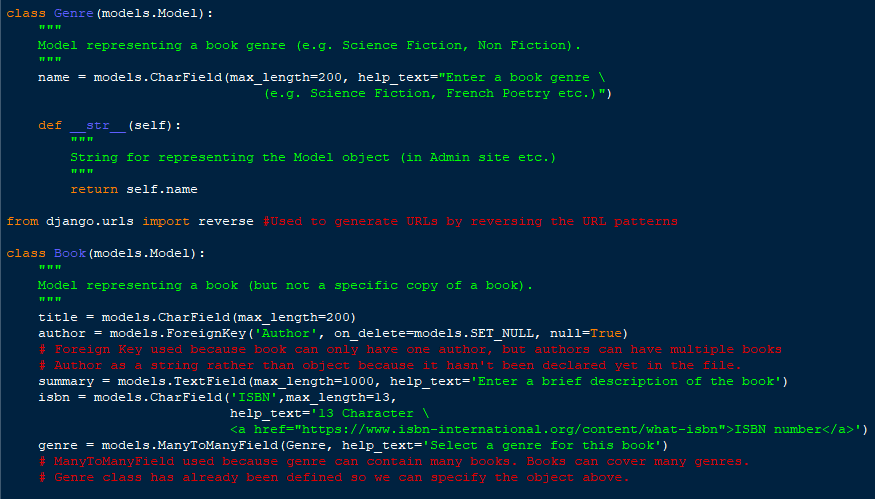 class Genre(models.Model):
    """
    Model representing a book genre (e.g. Science Fiction, Non Fiction).
    """
    name = models.CharField(max_length=200, help_text="Enter a book genre \
                                (e.g. Science Fiction, French Poetry etc.)")

    def __str__(self):
        """
        String for representing the Model object (in Admin site etc.)
        """
        return self.name

from django.urls import reverse #Used to generate URLs by reversing the URL patterns

class Book(models.Model):
    """
    Model representing a book (but not a specific copy of a book).
    """
    title = models.CharField(max_length=200)
    author = models.ForeignKey('Author', on_delete=models.SET_NULL, null=True)
    # Foreign Key used because book can only have one author, but authors can have multiple books
    # Author as a string rather than object because it hasn't been declared yet in the file.
    summary = models.TextField(max_length=1000, help_text='Enter a brief description of the book')
    isbn = models.CharField('ISBN',max_length=13,
                            help_text='13 Character \
                            <a href="https://www.isbn-international.org/content/what-isbn">ISBN number</a>')
    genre = models.ManyToManyField(Genre, help_text='Select a genre for this book')
    # ManyToManyField used because genre can contain many books. Books can cover many genres.
    # Genre class has already been defined so we can specify the object above.